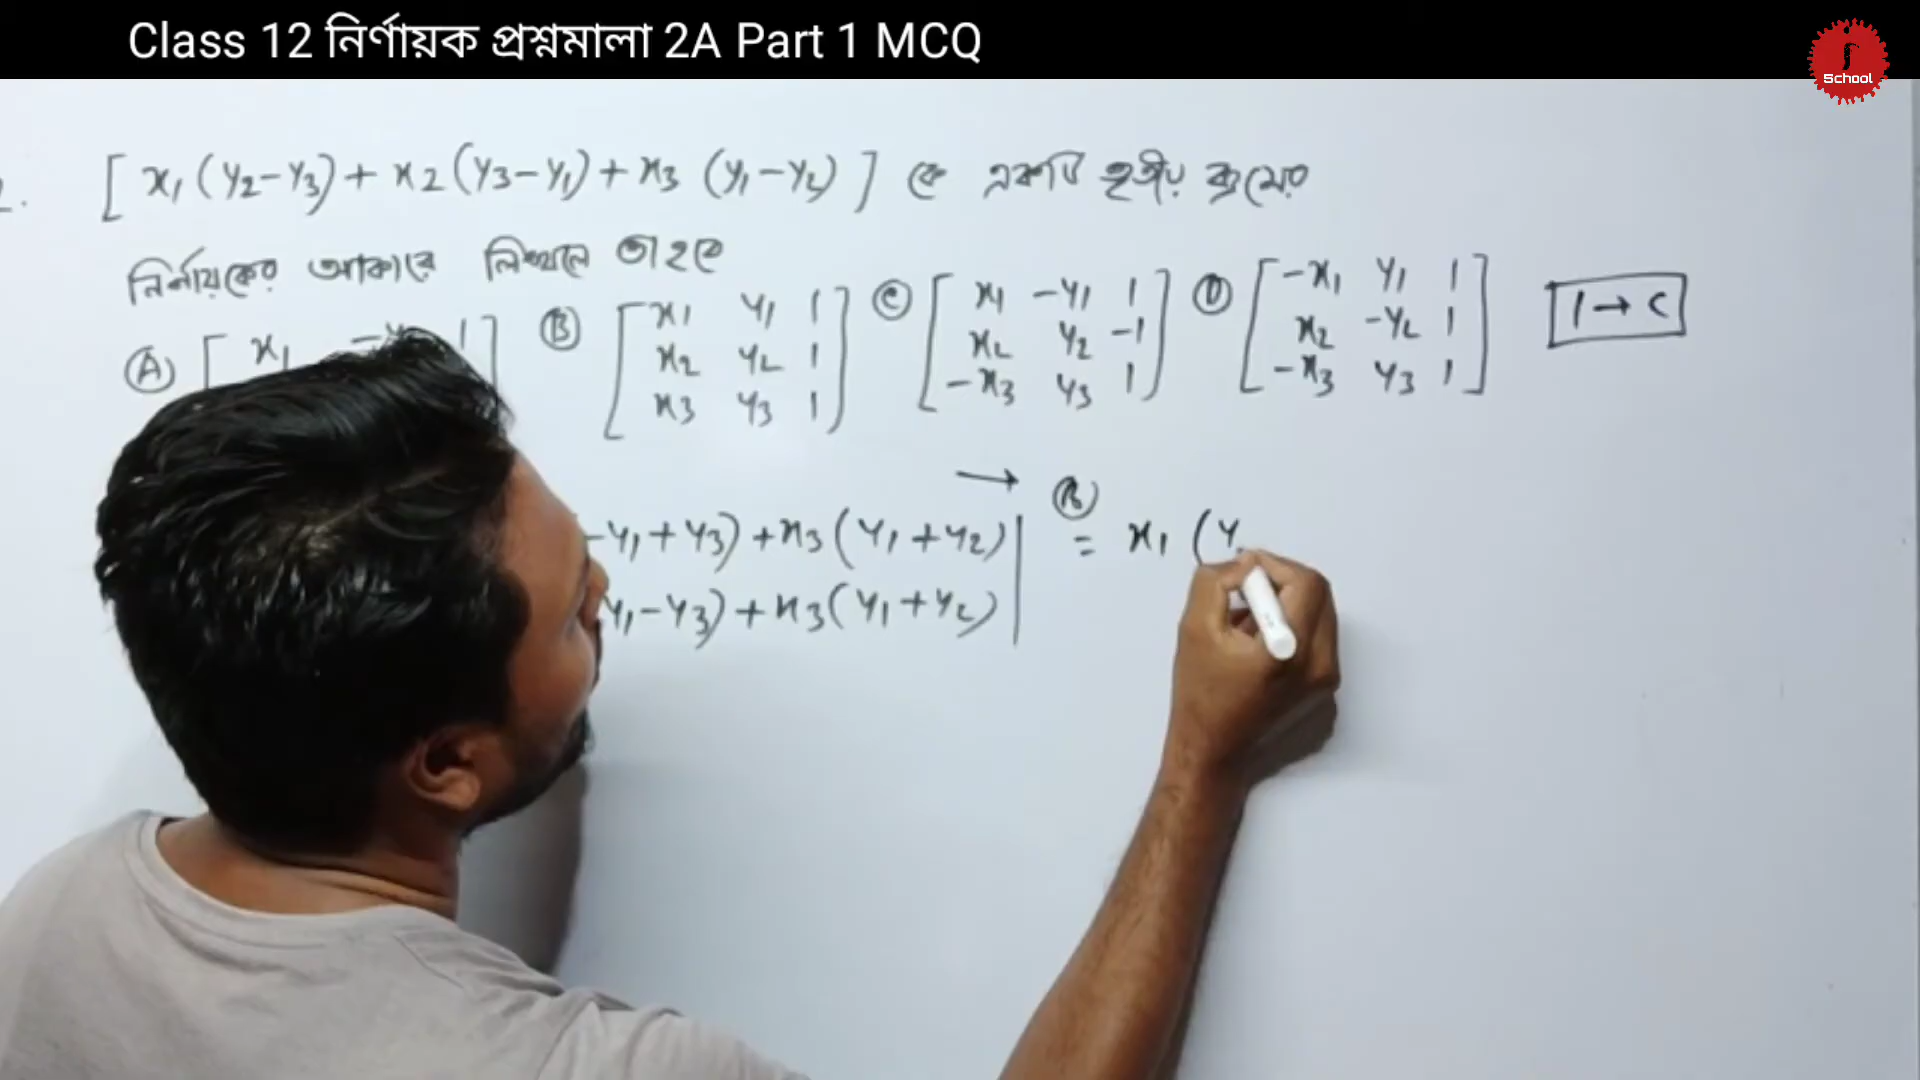 Class 12 নির্ণায়ক প্রশ্নমালা 2A Part 1 MCQ
School
2. [ x₁ (y₂-y₃) + x₂ (y₃-y₁) + x₃ (y₁-y₂) ] কে একটি তৃতীয় ক্রমের
নির্ণায়কের আকারে লিখলে তা হবে
(A) [ x₁ 1 ]
(B) [ x₁ y₁ 1
x₂ y₂ 1
x₃ y₃ 1 ]
(C) [ x₁ -y₁ 1
x₂ y₂ -1
-x₃ y₃ 1 ]
(D) [ -x₁ y₁ 1
x₂ -y₂ 1
-x₃ y₃ 1 ]
1 → C
-y₁ + y₃) + x₃ (y₁ + y₂)
y₁ - y₃) + x₃ (y₁ + y₂)
→ (B)
= x₁ (y